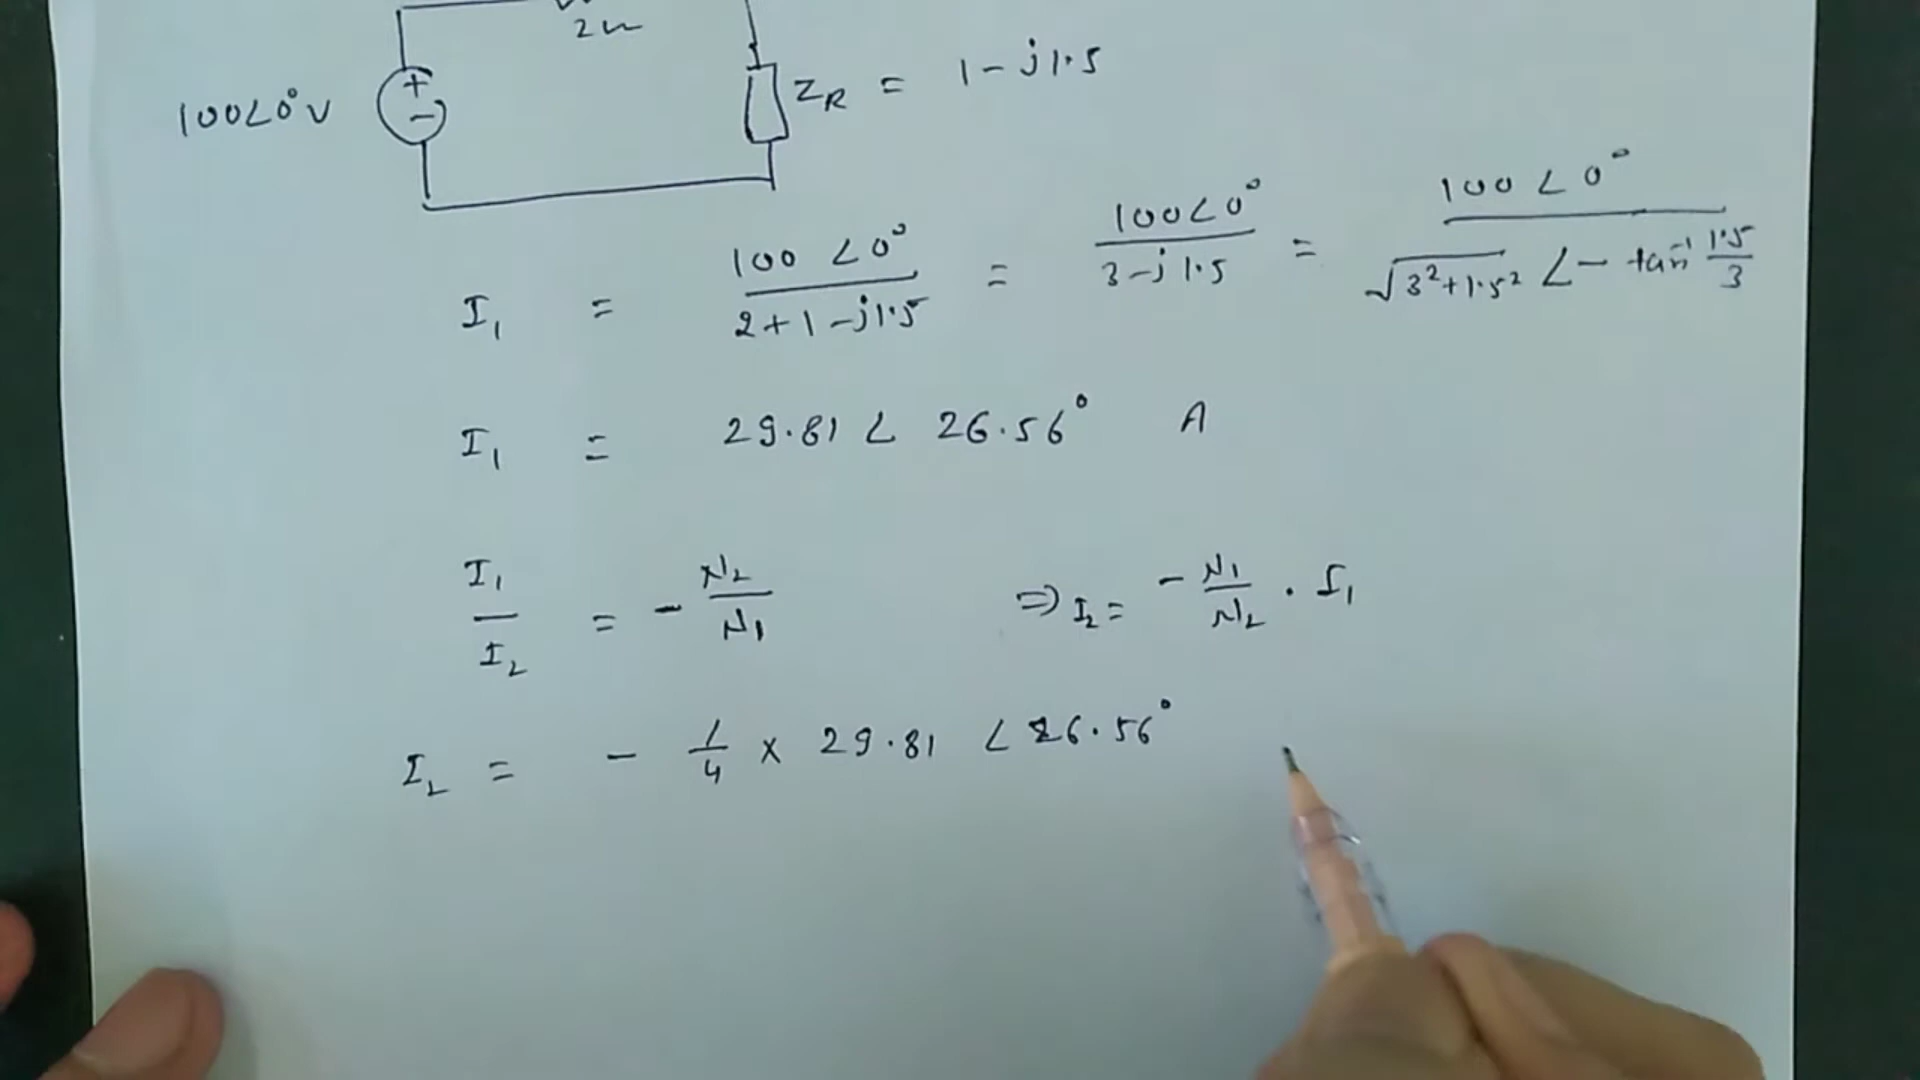 2Ω
100∠0° V
+
−
Z_R = 1 - j1.5
I₁ = 100 ∠0° / (2+1-j1.5) = 100∠0° / (3-j1.5) = 100∠0° / (√(3²+1.5²) ∠- tan⁻¹ 1.5/3)
I₁ = 29.81 ∠ 26.56° A
I₁/I₂ = - N₂/N₁ ⇒ I₂ = - N₁/N₂ . I₁
I₂ = - 1/4 × 29.81 ∠26.56°